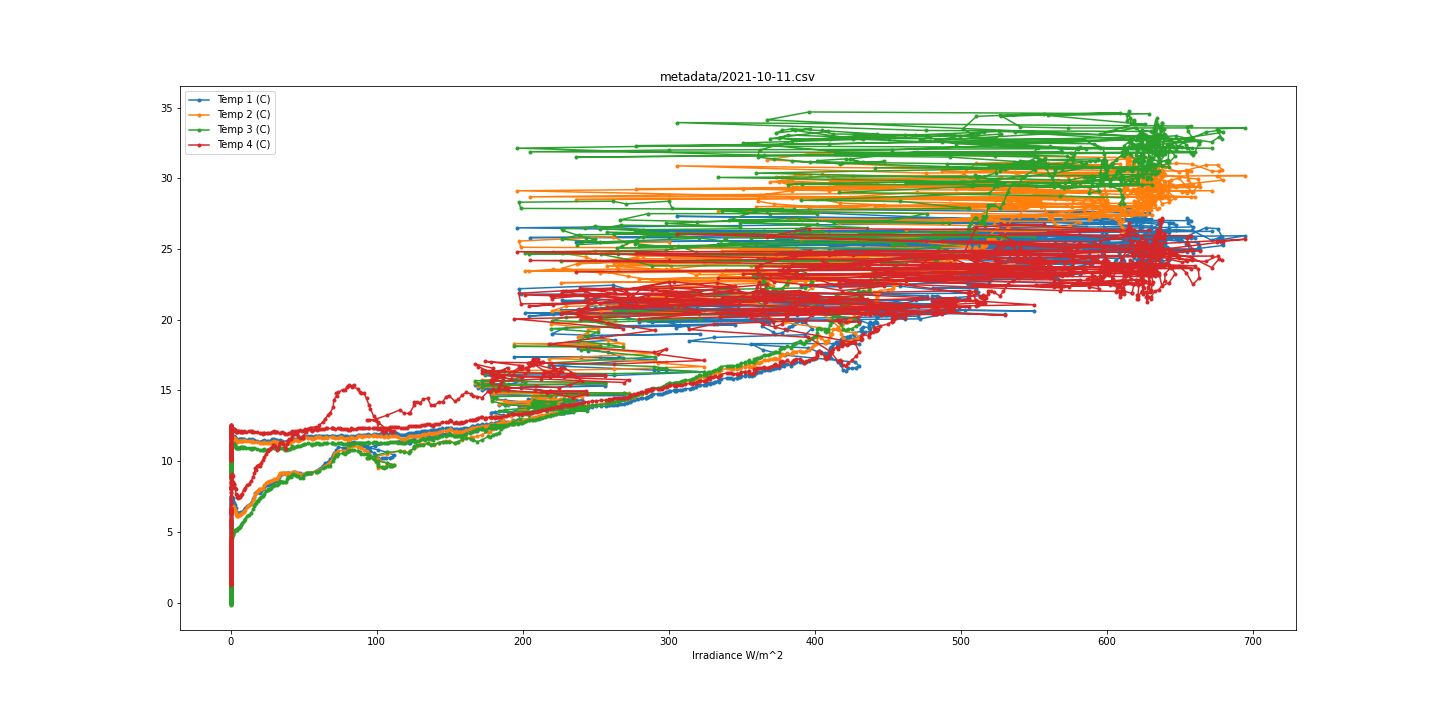 metadata/2021-10-11.csv
Temp 1 (C)
Temp 2 (C)
Temp 3 (C)
Temp 4 (C)
35
30
25
20
15
10
5
0
0 100 200 300 400 500 600 700
Irradiance W/m^2